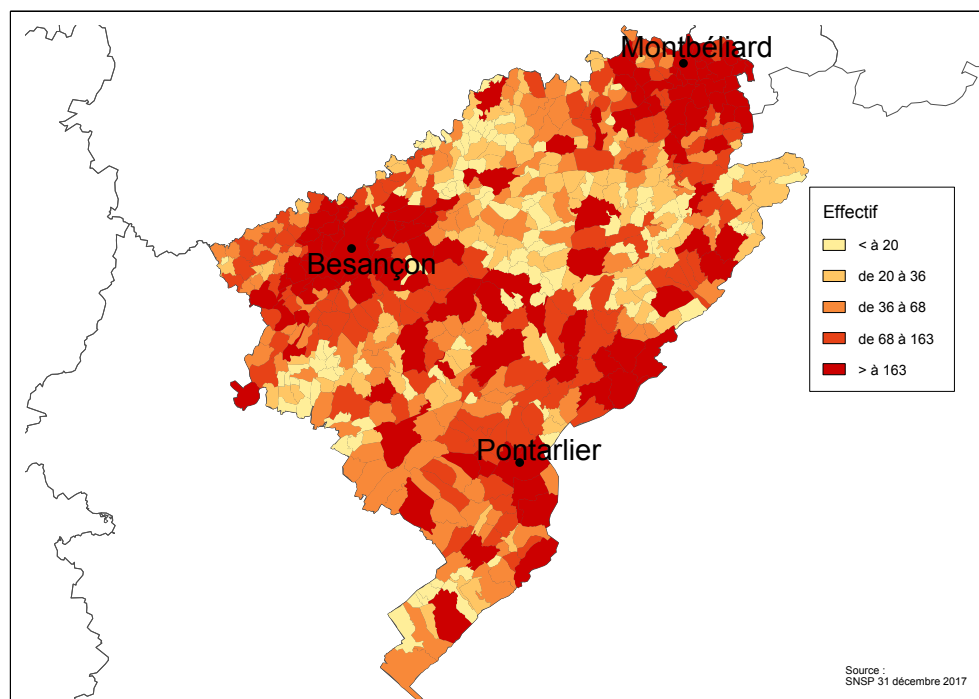 Montbéliard
Besançon
Pontarlier
Effectif
< à 20
de 20 à 36
de 36 à 68
de 68 à 163
> à 163
Source :
SNSP 31 décembre 2017